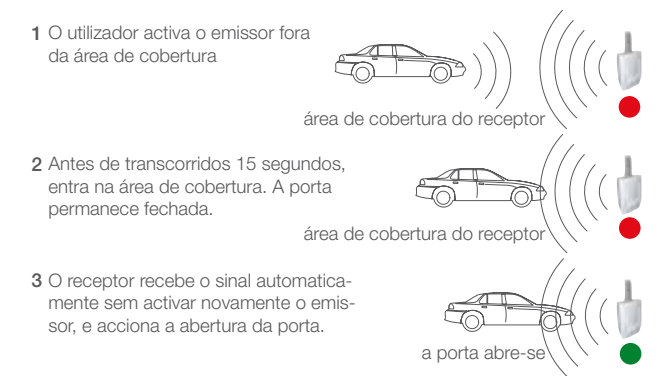 1 O utilizador activa o emissor fora
da área de cobertura
área de cobertura do receptor
2 Antes de transcorridos 15 segundos,
entra na área de cobertura. A porta
permanece fechada.
área de cobertura do receptor
3 O receptor recebe o sinal automatica-
mente sem activar novamente o emis-
sor, e acciona a abertura da porta.
a porta abre-se